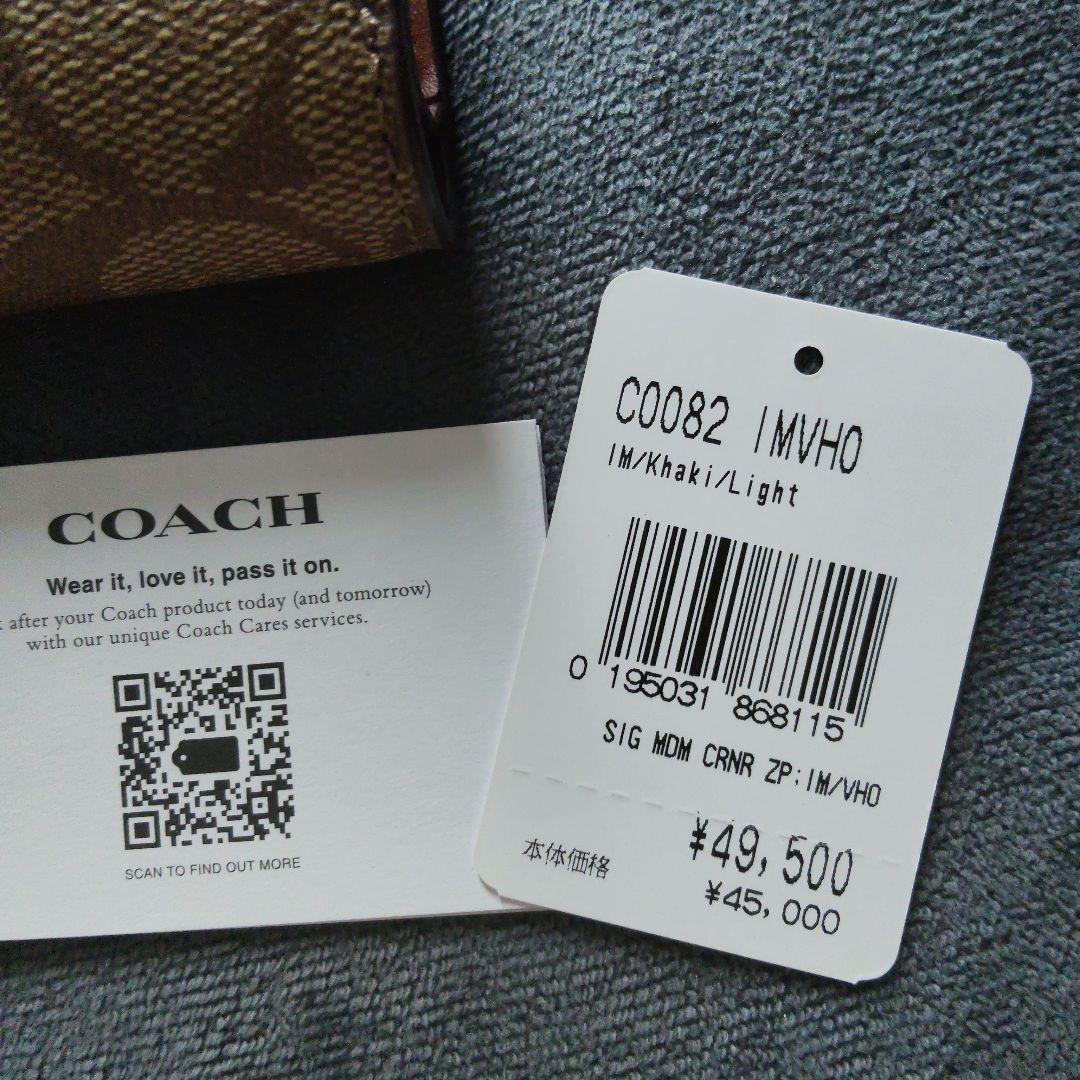 COACH
Wear it, love it, pass it on.
after your Coach product today (and tomorrow)
with our unique Coach Cares services.
SCAN TO FIND OUT MORE
C0082 IMVH0
IM/Khaki/Light
0 195031 868115
SIG MDM CRNR ZP:IM/VH0
¥49,500
本体価格 ¥45,000